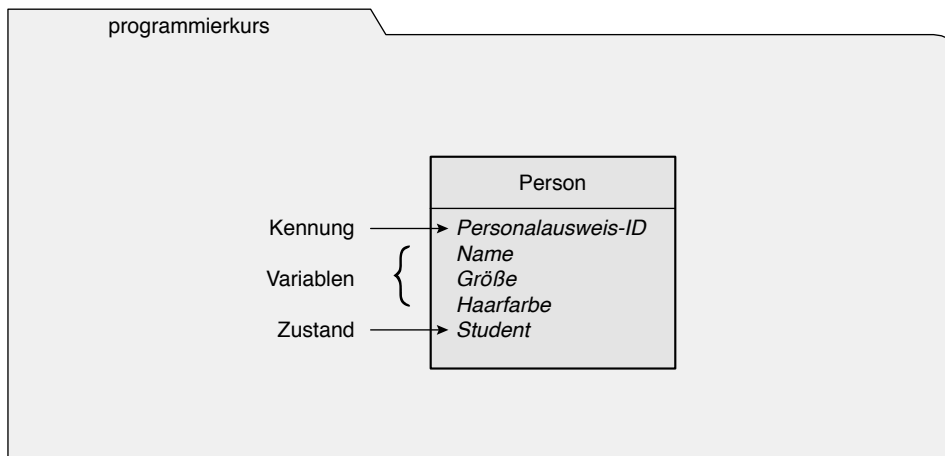 programmierkurs
Person
Kennung Personalausweis-ID
Name
Variablen Größe
Haarfarbe
Zustand Student